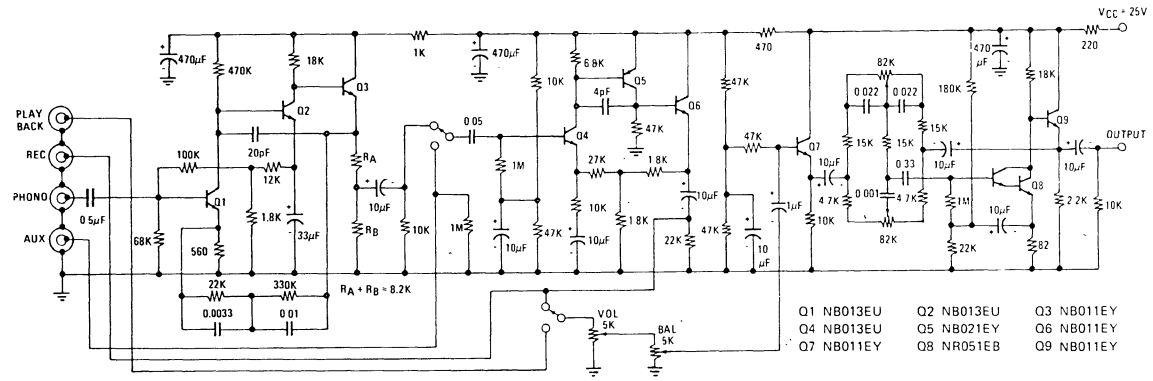 VCC = 25V
470µF
470K
18K
Q3
1K
470µF
10K
6 8K
Q5
4pF
470
47K
82K
0 022
0 022
180K
470
µF
220
18K
Q9
PLAY
BACK
REC
PHONO
AUX
Q2
20pF
100K
12K
0 5µF
Q1
1.8K
33µF
68K
560
RA
10µF
RB
10K
0 05
Q4
1M
1M
10µF
47K
47K
Q6
27K
1 8K
10K
10µF
1 8K
10µF
22K
47K
47K
10
µF
1µF
Q7
10µF
10K
15K
15K
15K
0 33
4 7K
0 001
4 7K
82K
10µF
1M
22K
10µF
Q8
82
2 2K
10µF
OUTPUT
10K
22K
330K
0.0033
0 01
RA + RB = 8.2K
VOL
5K
BAL
5K
Q1 NB013EU Q2 NB013EU Q3 NB011EY
Q4 NB013EU Q5 NB021EY Q6 NB011EY
Q7 NB011EY Q8 NR051EB Q9 NB011EY